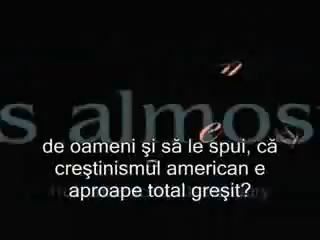 s almos
de oameni şi să le spui, că
creştinismul american e
aproape total greşit?